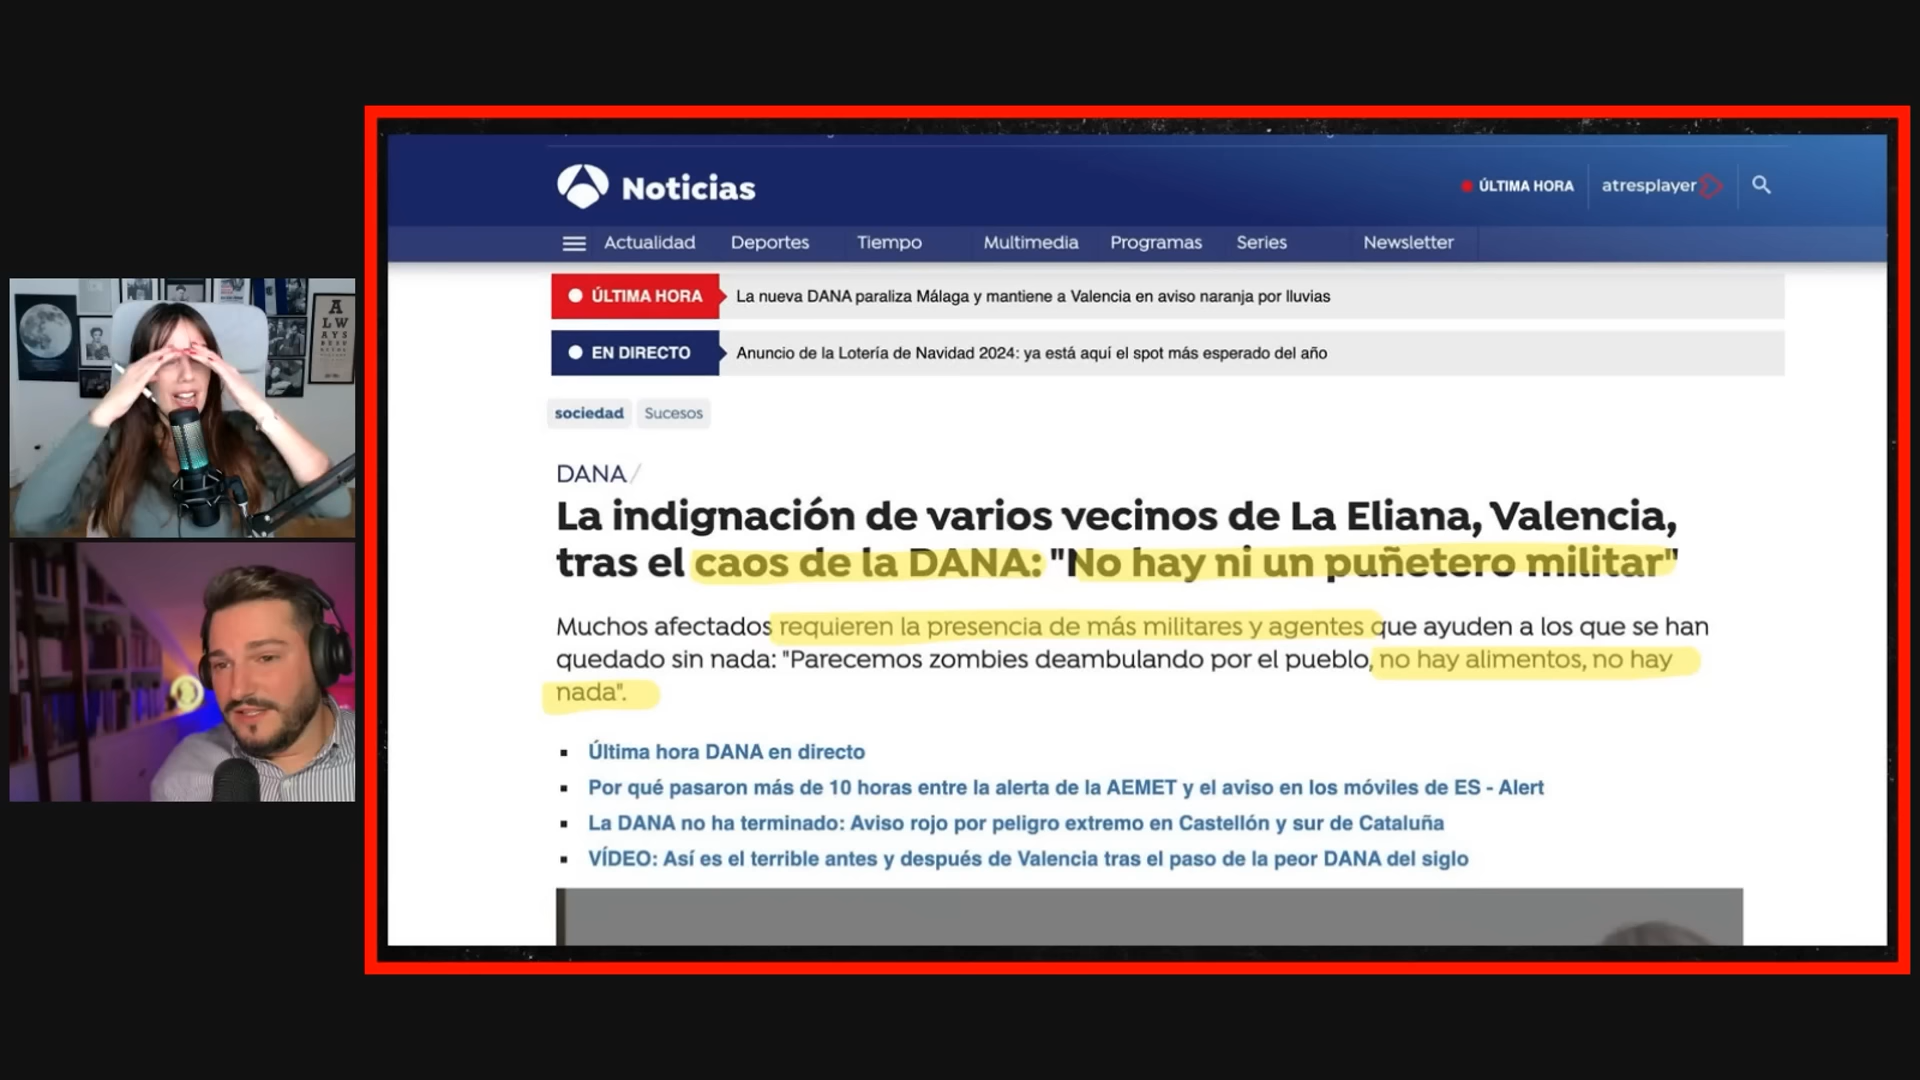 Noticias
ÚLTIMA HORA
atresplayer
Actualidad Deportes Tiempo Multimedia Programas Series Newsletter
ÚLTIMA HORA La nueva DANA paraliza Málaga y mantiene a Valencia en aviso naranja por lluvias
EN DIRECTO Anuncio de la Lotería de Navidad 2024: ya está aquí el spot más esperado del año
sociedad Sucesos
DANA/
La indignación de varios vecinos de La Eliana, Valencia,
tras el caos de la DANA: "No hay ni un puñetero militar"
Muchos afectados requieren la presencia de más militares y agentes que ayuden a los que se han
quedado sin nada: "Parecemos zombies deambulando por el pueblo, no hay alimentos, no hay
nada".
Última hora DANA en directo
Por qué pasaron más de 10 horas entre la alerta de la AEMET y el aviso en los móviles de ES - Alert
La DANA no ha terminado: Aviso rojo por peligro extremo en Castellón y sur de Cataluña
VÍDEO: Así es el terrible antes y después de Valencia tras el paso de la peor DANA del siglo
A
LW
AYS